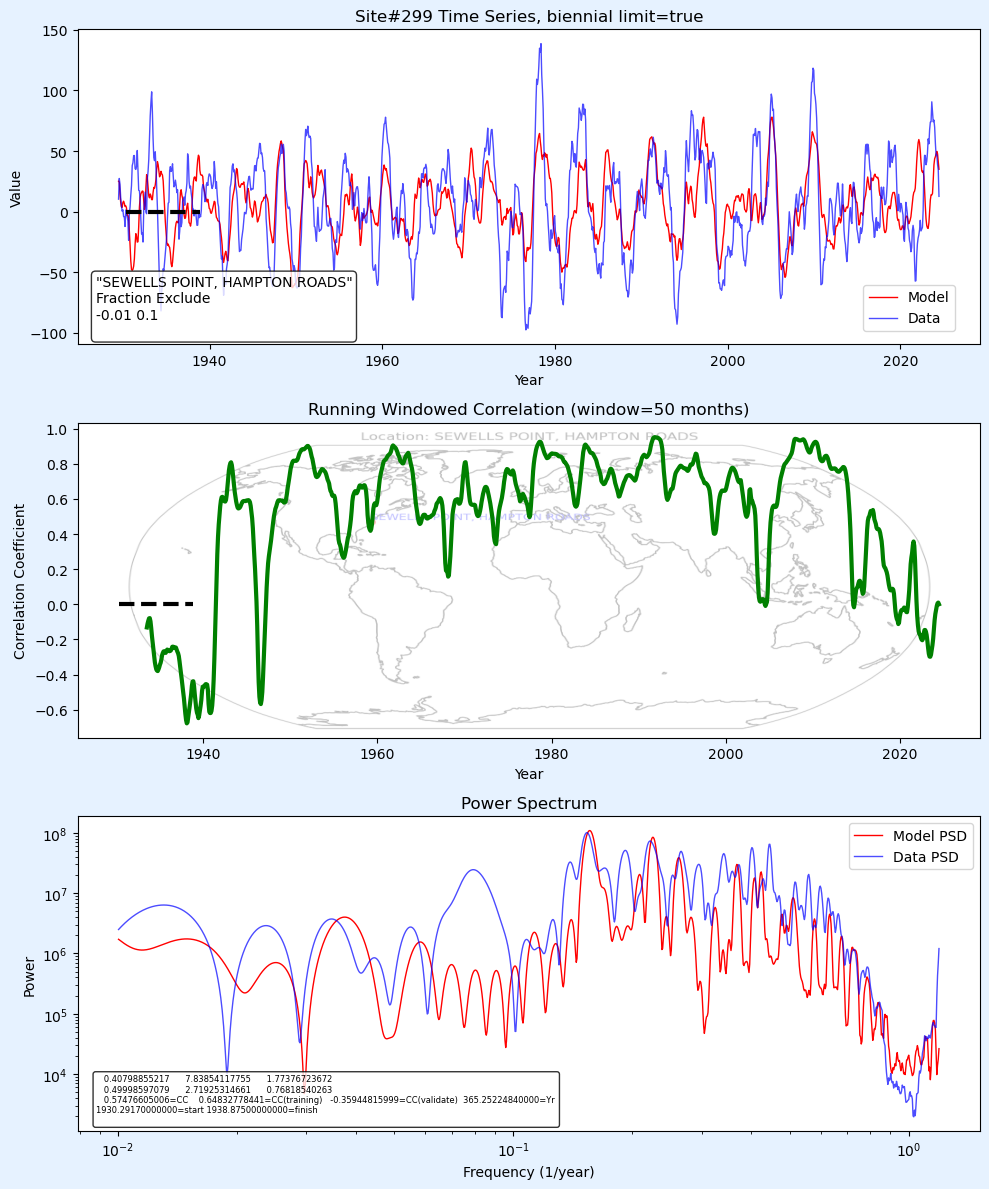 Site#299 Time Series, biennial limit=true
150
100
50
0
−50
−100
Value
"SEWELLS POINT, HAMPTON ROADS"
Fraction Exclude
-0.01 0.1
Model
Data
1940
1960
1980
2000
2020
Year
Running Windowed Correlation (window=50 months)
Location: SEWELLS POINT, HAMPTON ROADS
SEWELLS POINT, HAMPTON ROADS
1.0
0.8
0.6
0.4
0.2
0.0
−0.2
−0.4
−0.6
Correlation Coefficient
1940
1960
1980
2000
2020
Year
Power Spectrum
Model PSD
Data PSD
10^8
10^7
10^6
10^5
10^4
Power
0.40798855217 7.83854117755 1.77376723672
0.49998597079 2.71925314661 0.76818540263
0.57476605069=CC 0.64832778441=CC(training) -0.35944815999=CC(validate) 365.25224840000=Yr
1930.29170000000=start 1938.87500000000=finish
10^−2
10^−1
10^0
Frequency (1/year)